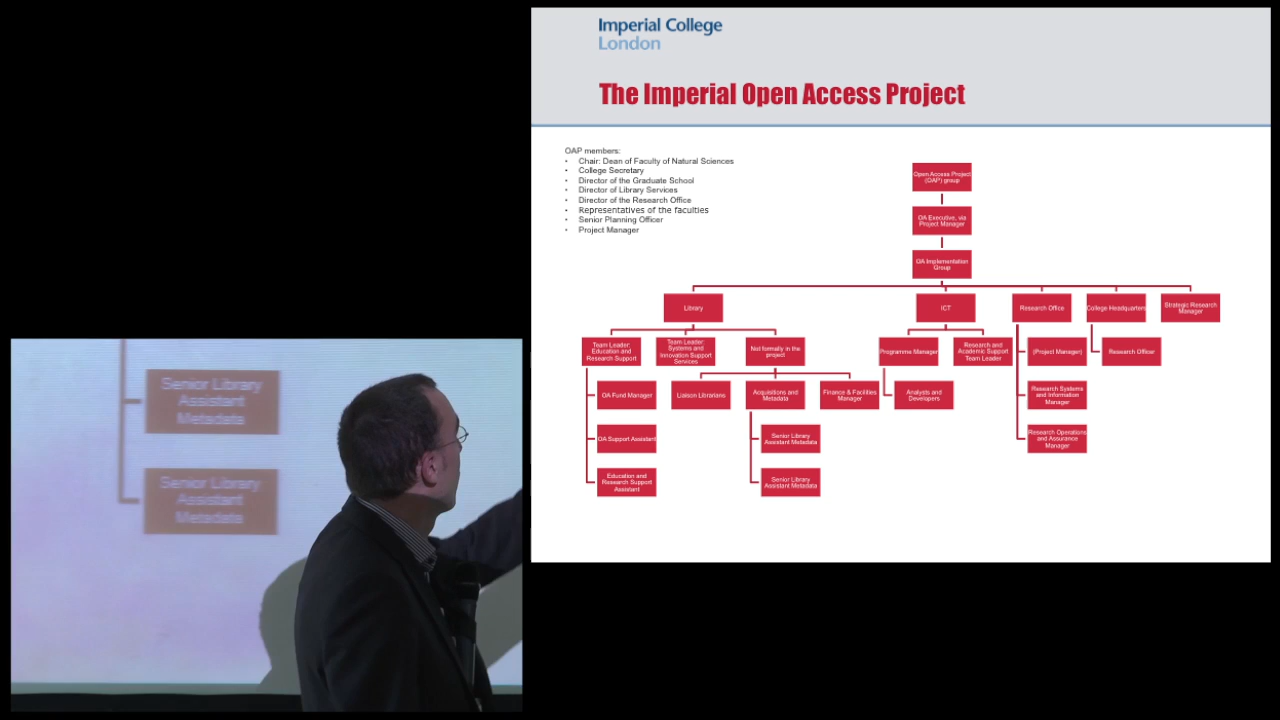 Imperial College
London
The Imperial Open Access Project
OAP members:
• Chair: Dean of Faculty of Natural Sciences
• College Secretary
• Director of the Graduate School
• Director of Library Services
• Director of the Research Office
• Representatives of the faculties
• Senior Planning Officer
• Project Manager
Open Access Project
(OAP) group
OA Executive, via
Project Manager
OA Implementation
Group
Library
ICT
Research Office
College Headquarters
Strategic Research
Manager
Team Leader:
Education and
Research Support
Team Leader:
Systems and
Innovation Support
Services
Not formally in the
project
Programme Manager
Research and
Academic Support
Team Leader
(Project Manager)
Research Officer
OA Fund Manager
Liaison Librarians
Acquisitions and
Metadata
Finance & Facilities
Manager
Analysts and
Developers
Research Systems
and Information
Manager
OA Support Assistant
Senior Library
Assistant Metadata
Research Operations
and Assurance
Manager
Education and
Research Support
Assistant
Senior Library
Assistant Metadata
Senior Library
Assistant
Metadata
Senior Library
Assistant
Metadata